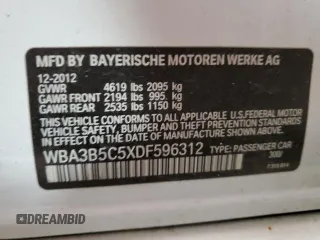 MFD BY BAYERISCHE MOTOREN WERKE AG
12-2012
GVWR 4619 lbs 2095 kg
GAWR FRONT 2194 lbs 995 kg
GAWR REAR 2535 lbs 1150 kg
THIS VEHICLE CONFORMS TO ALL APPLICABLE U.S. FEDERAL MOTOR
VEHICLE SAFETY, BUMPER, AND THEFT PREVENTION STANDARDS IN
EFFECT ON THE DATE OF MANUFACTURE SHOWN ABOVE.
WBA3B5C5XDF596312 TYPE: PASSENGER CAR
DREAMBID